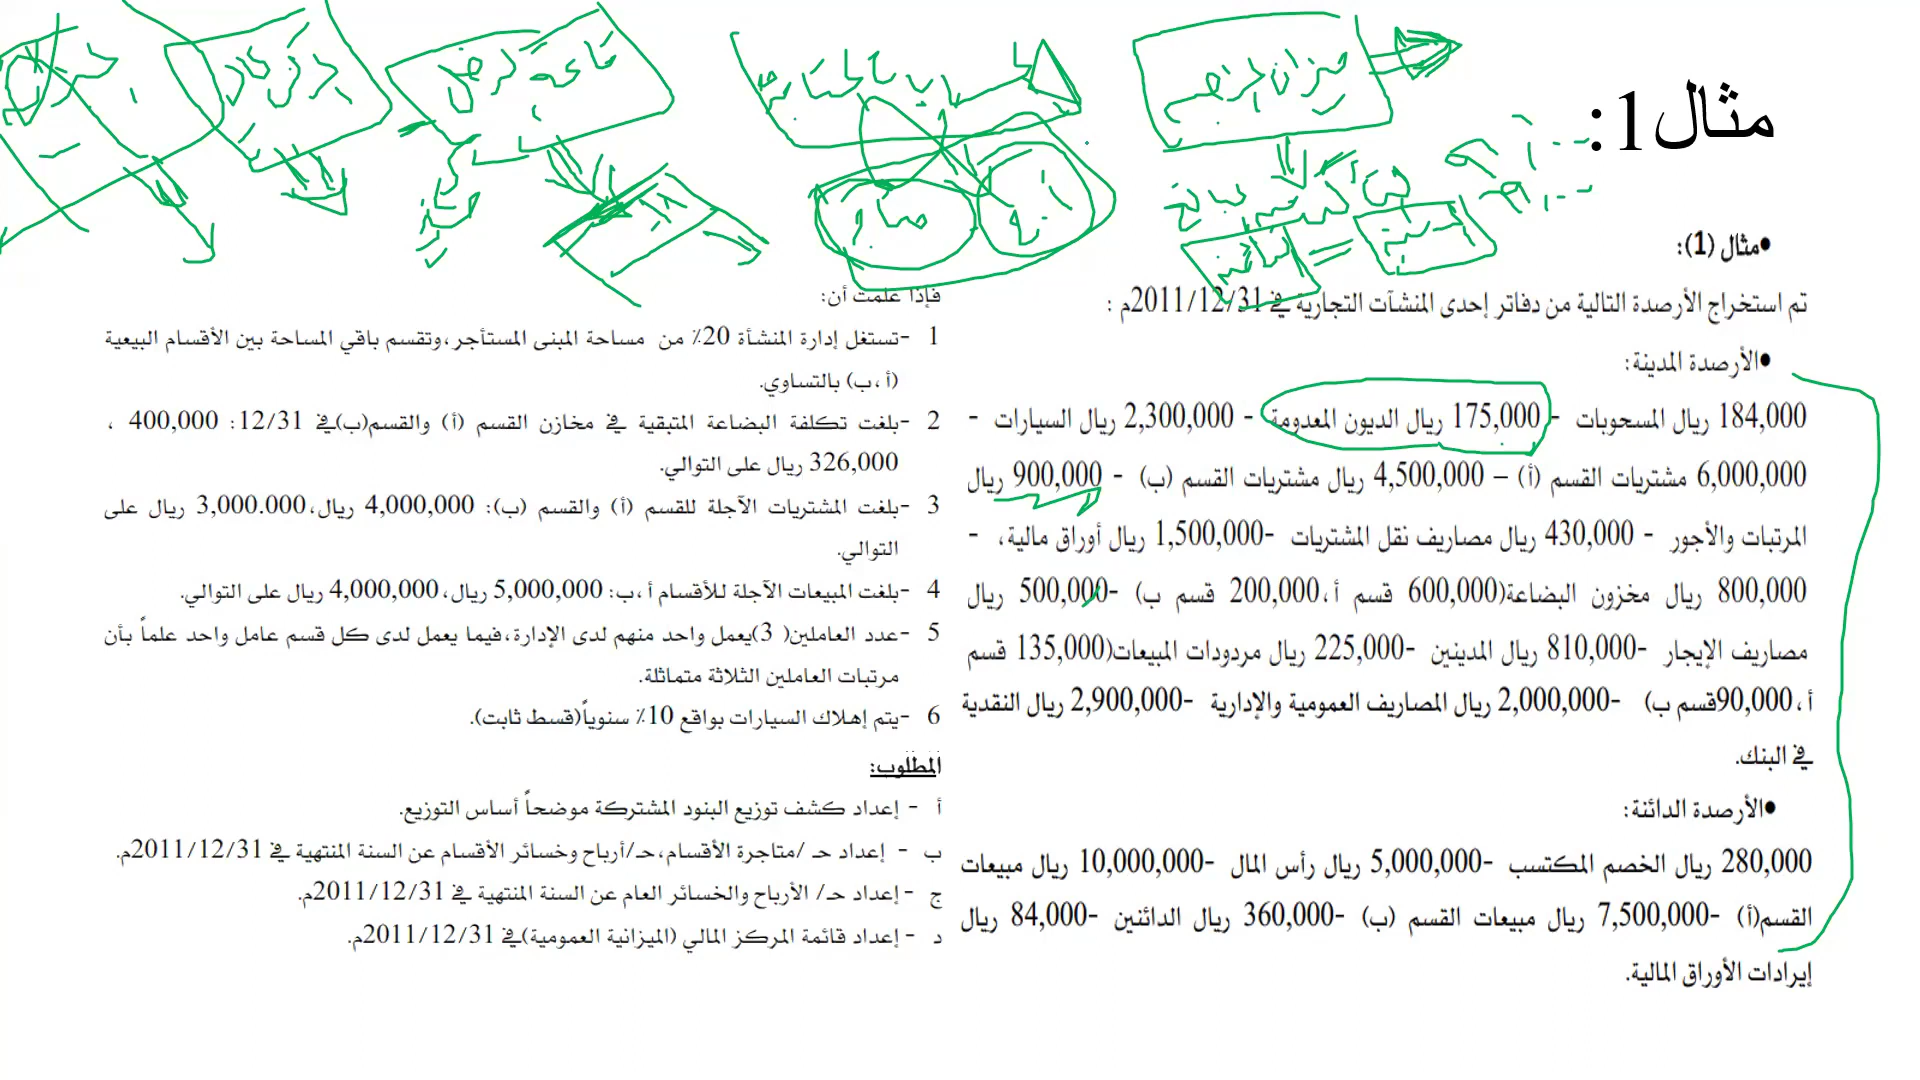 مثال1:
•مثال (1):
تم استخراج الأرصدة التالية من دفاتر إحدى المنشآت التجارية في 2011/12/31م :
•الأرصدة المدينة:
184,000 ريال المسحوبات - 175,000 ريال الديون المعدومة - 2,300,000 ريال السيارات -
6,000,000 مشتريات القسم (أ) – 4,500,000 ريال مشتريات القسم (ب) - 900,000 ريال
المرتبات والأجور - 430,000 ريال مصاريف نقل المشتريات -1,500,000 ريال أوراق مالية، -
800,000 ريال مخزون البضاعة(600,000 قسم أ،200,000 قسم ب) -500,000 ريال
مصاريف الإيجار -810,000 ريال المدينين -225,000 ريال مردودات المبيعات(135,000 قسم
أ،90,000قسم ب) -2,000,000 ريال المصاريف العمومية والإدارية -2,900,000 ريال النقدية
في البنك.
•الأرصدة الدائنة:
280,000 ريال الخصم المكتسب -5,000,000 ريال رأس المال -10,000,000 ريال مبيعات
القسم(أ) -7,500,000 ريال مبيعات القسم (ب) -360,000 ريال الدائنين -84,000 ريال
إيرادات الأوراق المالية.
فإذا علمت أن:
1 -تستغل إدارة المنشأة 20٪ من مساحة المبنى المستأجر،وتقسم باقي المساحة بين الأقسام البيعية
(أ،ب) بالتساوي.
2 -بلغت تكلفة البضاعة المتبقية في مخازن القسم (أ) والقسم(ب)في 12/31: 400,000 ،
326,000 ريال على التوالي.
3 -بلغت المشتريات الآجلة للقسم (أ) والقسم (ب): 4,000,000 ريال،3,000.000 ريال على
التوالي.
4 -بلغت المبيعات الآجلة للأقسام أ،ب: 5,000,000 ريال،4,000,000 ريال على التوالي.
5 -عدد العاملين( 3)يعمل واحد منهم لدى الإدارة،فيما يعمل لدى كل قسم عامل واحد علماً بأن
مرتبات العاملين الثلاثة متماثلة.
6 -يتم إهلاك السيارات بواقع 10٪ سنوياً(قسط ثابت).
المطلوب:
أ - إعداد كشف توزيع البنود المشتركة موضحاً أساس التوزيع.
ب - إعداد حـ /متاجرة الأقسام،حـ/أرباح وخسائر الأقسام عن السنة المنتهية في 2011/12/31م.
ج - إعداد حـ/ الأرباح والخسائر العام عن السنة المنتهية في 2011/12/31م.
د - إعداد قائمة المركز المالي (الميزانية العمومية)في 2011/12/31م.